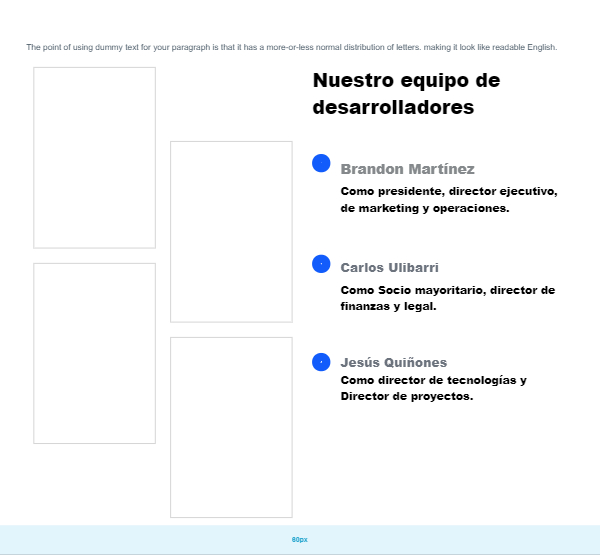 The point of using dummy text for your paragraph is that it has a more-or-less normal distribution of letters. making it look like readable English.
Nuestro equipo de
desarrolladores
Brandon Martínez
Como presidente, director ejecutivo,
de marketing y operaciones.
Carlos Ulibarri
Como Socio mayoritario, director de
finanzas y legal.
Jesús Quiñones
Como director de tecnologías y
Director de proyectos.
80px